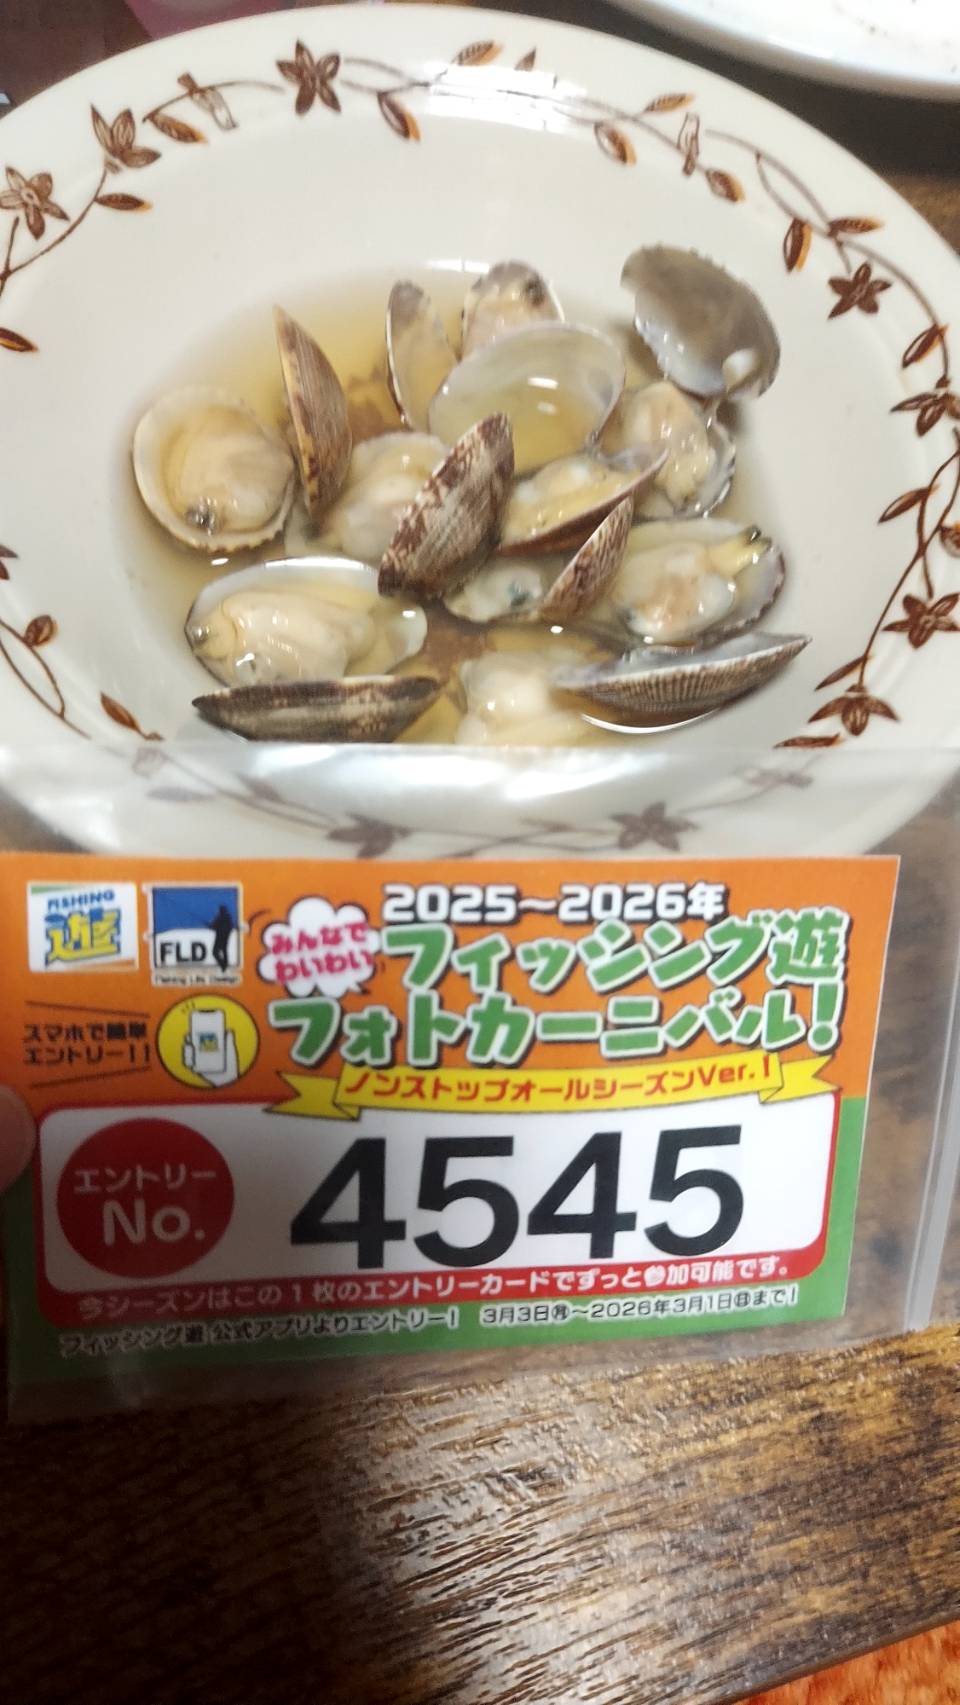 FISHING
遊
FLD
Fishing Life Design
2025〜2026年
みんなで
わいわい
フィッシング遊
フォトカーニバル!
スマホで簡単
エントリー!!
ノンストップオールシーズンVer.!
エントリー
No.
4545
今シーズンはこの1枚のエントリーカードでずっと参加可能です。
フィッシング遊 公式アプリよりエントリー! 3月3日㊊〜2026年3月1日㊐まで!